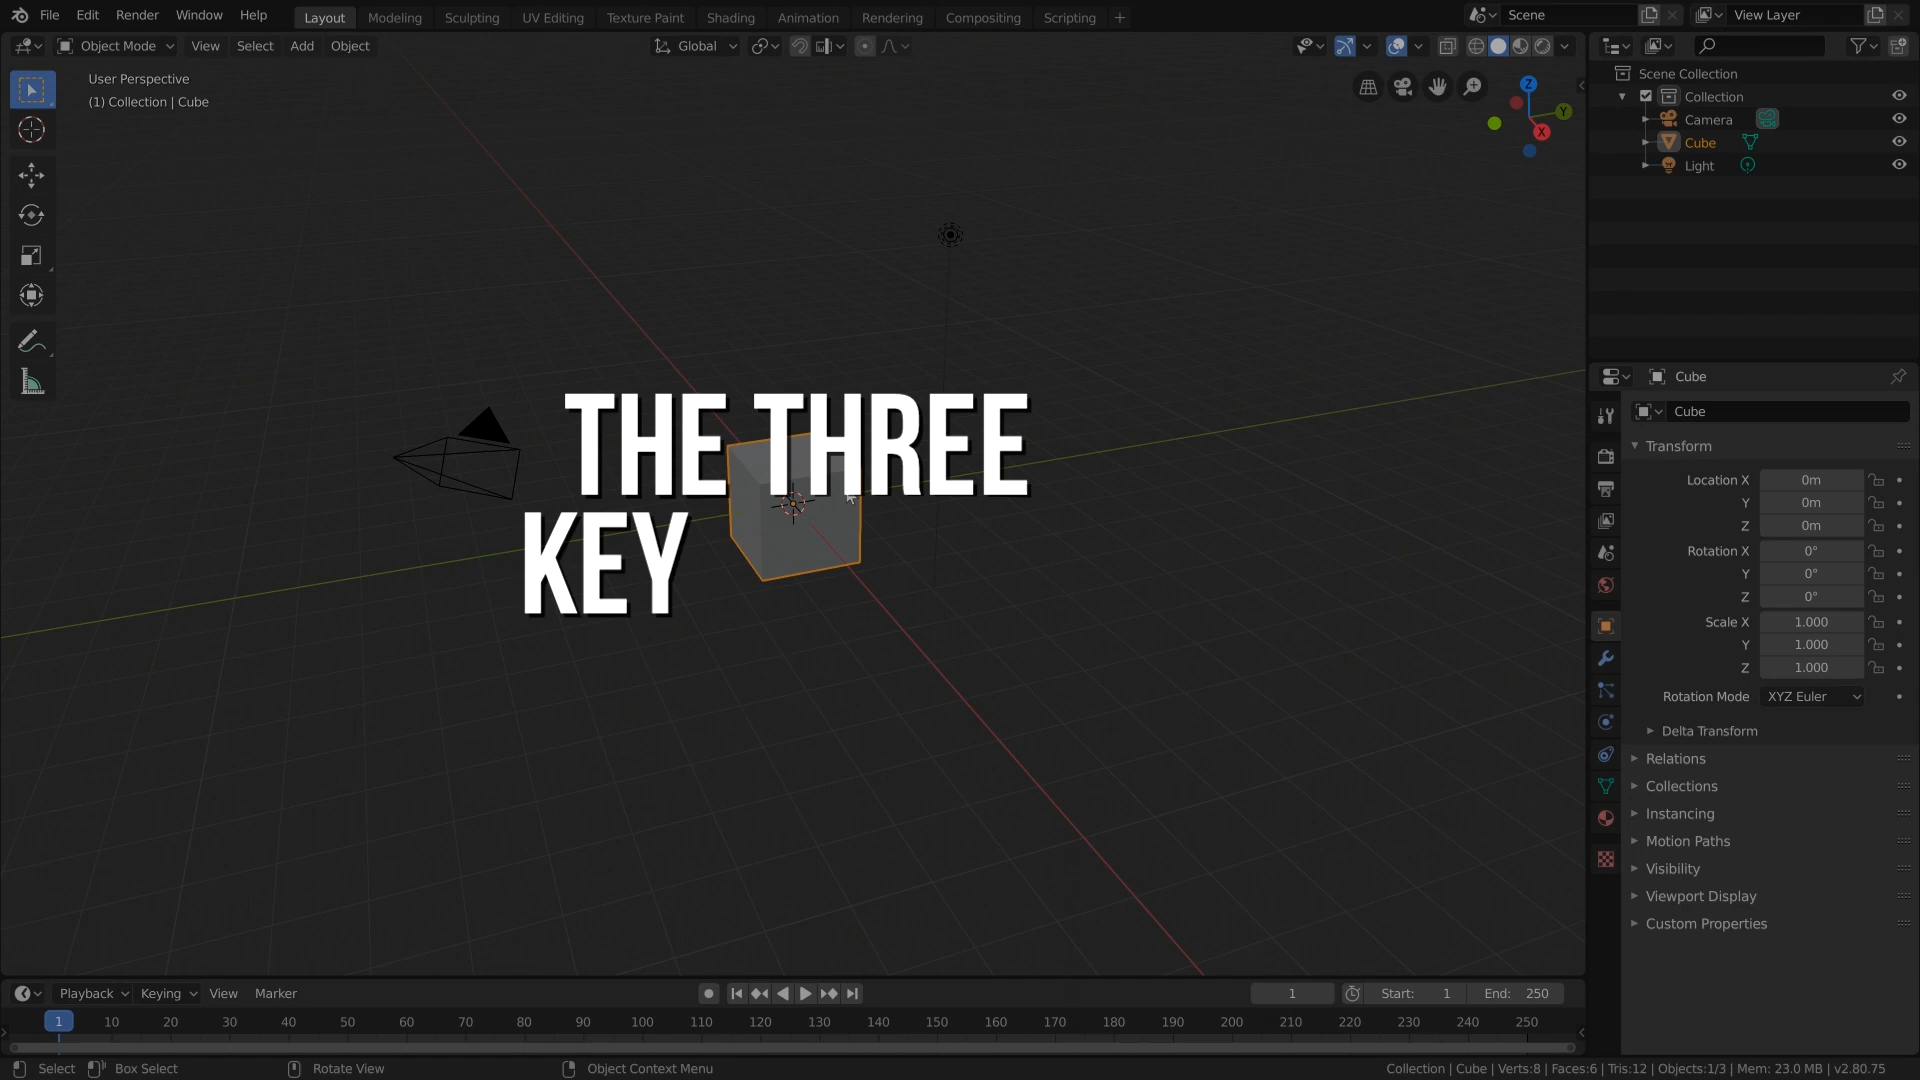 File Edit Render Window Help Layout Modeling Sculpting UV Editing Texture Paint Shading Animation Rendering Compositing Scripting + Scene View Layer
Object Mode View Select Add Object Global
User Perspective
(1) Collection | Cube
Z
Y
X
Scene Collection
Collection
Camera
Cube
Light
THE THREE
KEY
Cube
Cube
Transform
Location X 0m
Y 0m
Z 0m
Rotation X 0°
Y 0°
Z 0°
Scale X 1.000
Y 1.000
Z 1.000
Rotation Mode XYZ Euler
Delta Transform
Relations
Collections
Instancing
Motion Paths
Visibility
Viewport Display
Custom Properties
Playback Keying View Marker 1 Start: 1 End: 250
1 10 20 30 40 50 60 70 80 90 100 110 120 130 140 150 160 170 180 190 200 210 220 230 240 250
Select Box Select Rotate View Object Context Menu Collection | Cube | Verts:8 | Faces:6 | Tris:12 | Objects:1/3 | Mem: 23.0 MB | v2.80.75